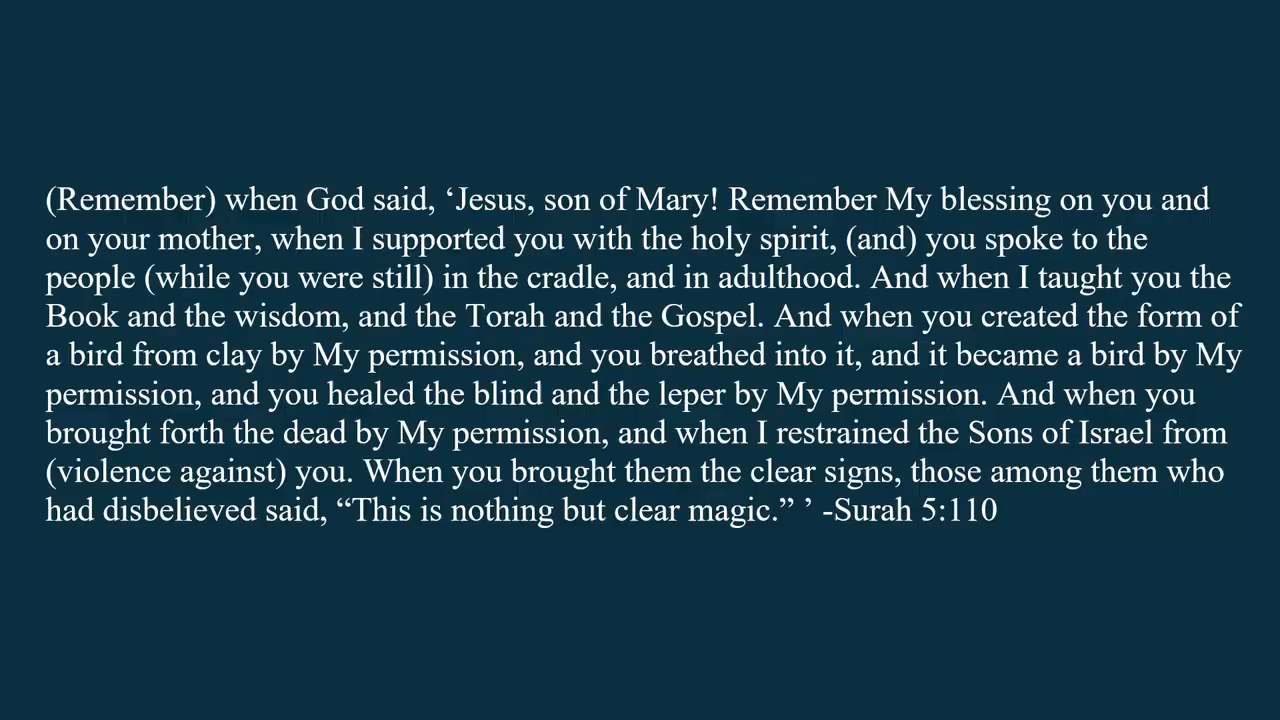 (Remember) when God said, ‘Jesus, son of Mary! Remember My blessing on you and
on your mother, when I supported you with the holy spirit, (and) you spoke to the
people (while you were still) in the cradle, and in adulthood. And when I taught you the
Book and the wisdom, and the Torah and the Gospel. And when you created the form of
a bird from clay by My permission, and you breathed into it, and it became a bird by My
permission, and you healed the blind and the leper by My permission. And when you
brought forth the dead by My permission, and when I restrained the Sons of Israel from
(violence against) you. When you brought them the clear signs, those among them who
had disbelieved said, “This is nothing but clear magic.” ’ -Surah 5:110